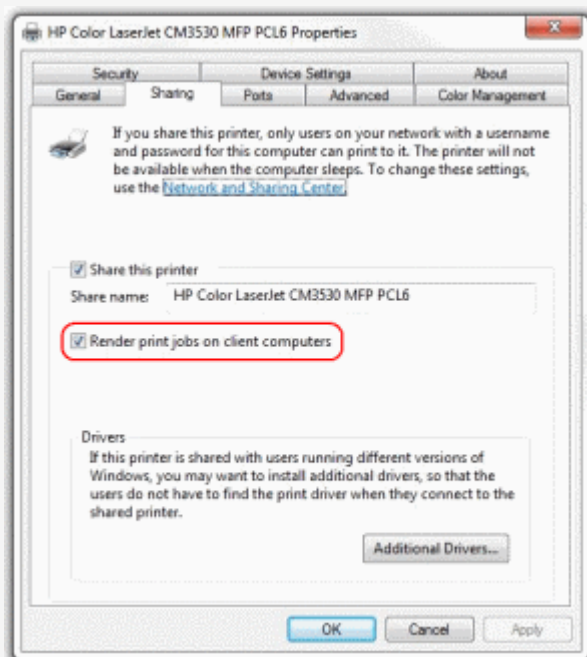 HP Color LaserJet CM3530 MFP PCL6 Properties
Security Device Settings About
General Sharing Ports Advanced Color Management
If you share this printer, only users on your network with a username
and password for this computer can print to it. The printer will not
be available when the computer sleeps. To change these settings,
use the Network and Sharing Center.
Share this printer
Share name: HP Color LaserJet CM3530 MFP PCL6
Render print jobs on client computers
Drivers
If this printer is shared with users running different versions of
Windows, you may want to install additional drivers, so that the
users do not have to find the print driver when they connect to the
shared printer.
Additional Drivers...
OK Cancel Apply